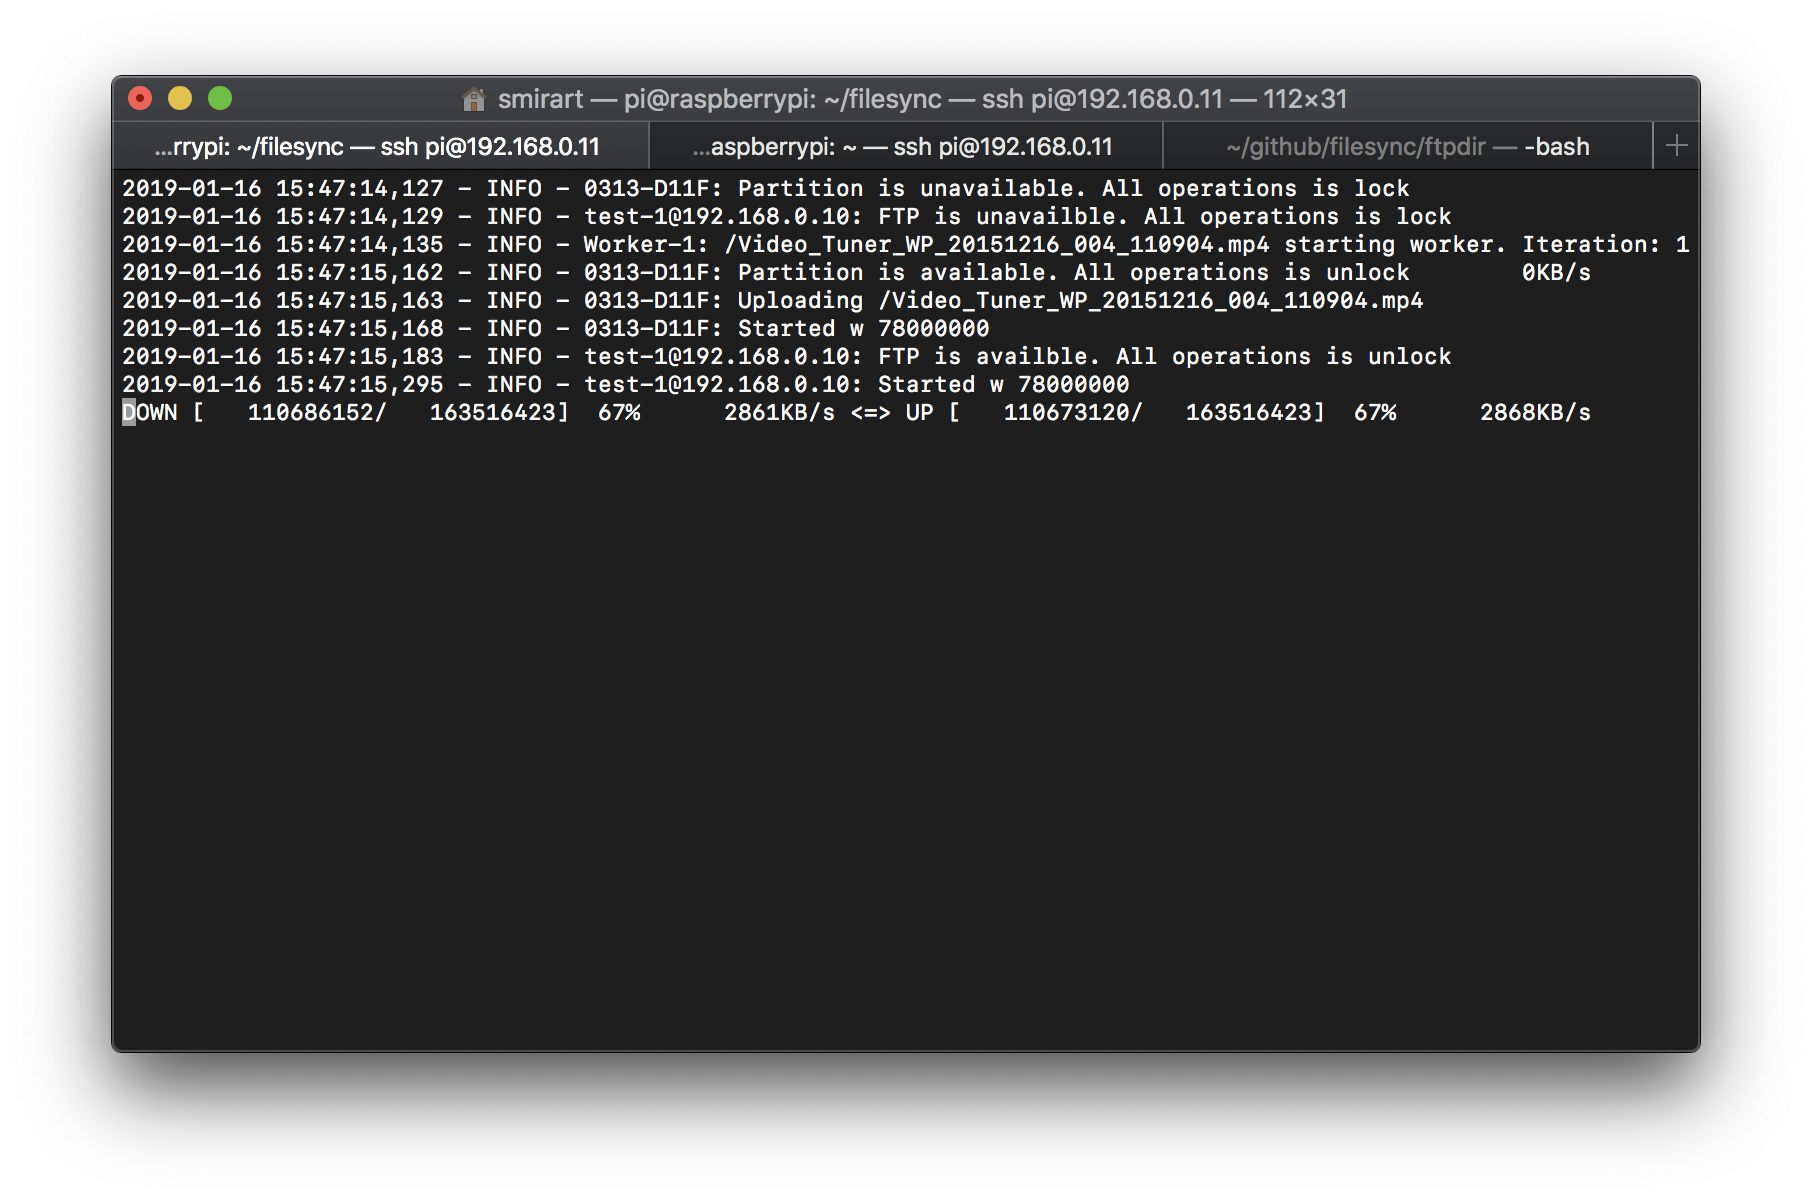 smirart — pi@raspberrypi: ~/filesync — ssh pi@192.168.0.11 — 112×31
...rrypi: ~/filesync — ssh pi@192.168.0.11
...aspberrypi: ~ — ssh pi@192.168.0.11
~/github/filesync/ftpdir — -bash
2019-01-16 15:47:14,127 - INFO - 0313-D11F: Partition is unavailable. All operations is lock
2019-01-16 15:47:14,129 - INFO - test-1@192.168.0.10: FTP is unavailble. All operations is lock
2019-01-16 15:47:14,135 - INFO - Worker-1: /Video_Tuner_WP_20151216_004_110904.mp4 starting worker. Iteration: 1
2019-01-16 15:47:15,162 - INFO - 0313-D11F: Partition is available. All operations is unlock        0KB/s
2019-01-16 15:47:15,163 - INFO - 0313-D11F: Uploading /Video_Tuner_WP_20151216_004_110904.mp4
2019-01-16 15:47:15,168 - INFO - 0313-D11F: Started w 78000000
2019-01-16 15:47:15,183 - INFO - test-1@192.168.0.10: FTP is availble. All operations is unlock
2019-01-16 15:47:15,295 - INFO - test-1@192.168.0.10: Started w 78000000
DOWN [   110686152/   163516423]  67%      2861KB/s <=> UP [   110673120/   163516423]  67%      2868KB/s